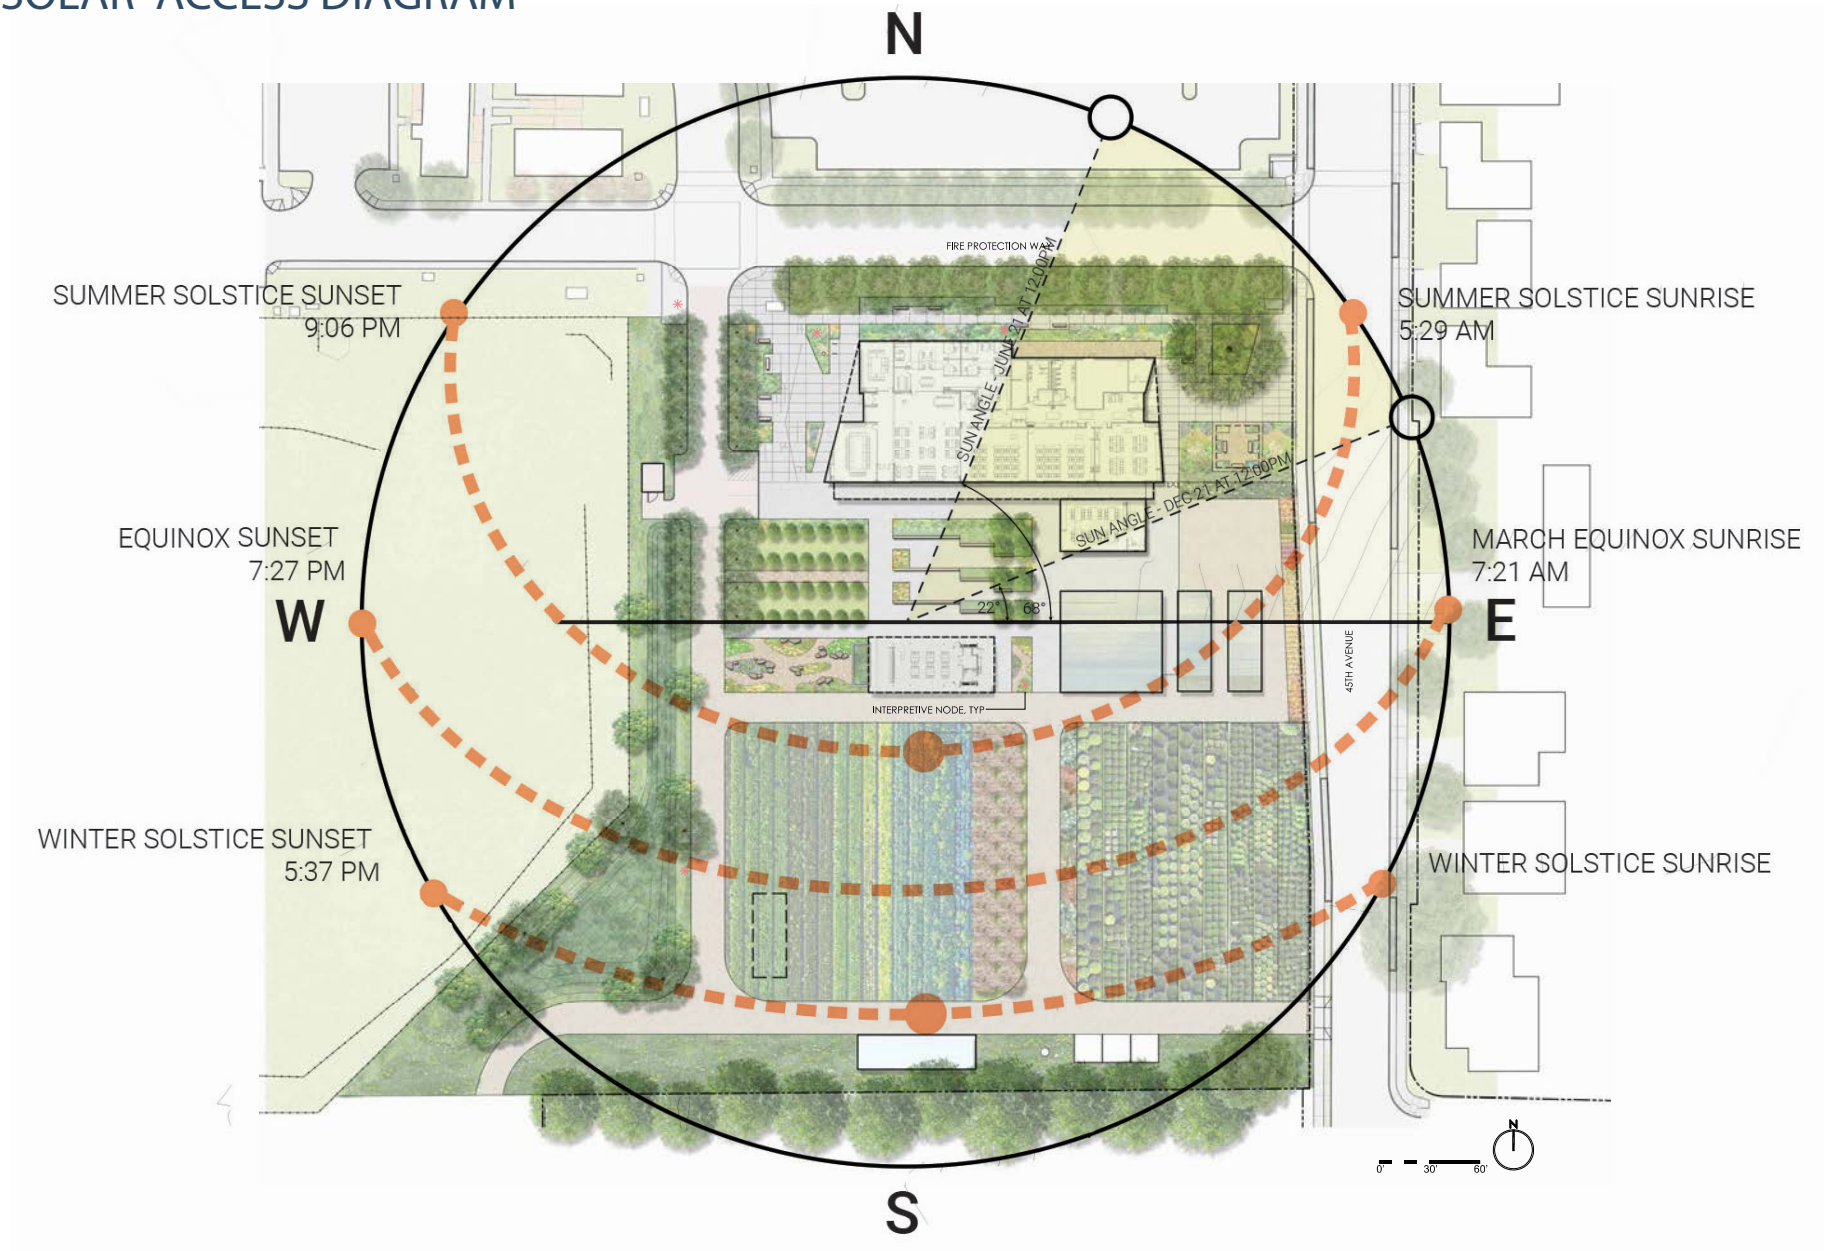 SOLAR ACCESS DIAGRAM
N
FIRE PROTECTION WALL
SUN ANGLE - JUNE 21 AT 12:00PM
SUMMER SOLSTICE SUNSET
9:06 PM
SUMMER SOLSTICE SUNRISE
5:29 AM
SUN ANGLE - DEC 21 AT 12:00PM
EQUINOX SUNSET
7:27 PM
MARCH EQUINOX SUNRISE
7:21 AM
W
22°
68°
E
45TH AVENUE
INTERPRETIVE NODE, TYP
WINTER SOLSTICE SUNSET
5:37 PM
WINTER SOLSTICE SUNRISE
N
0'
30'
60'
S